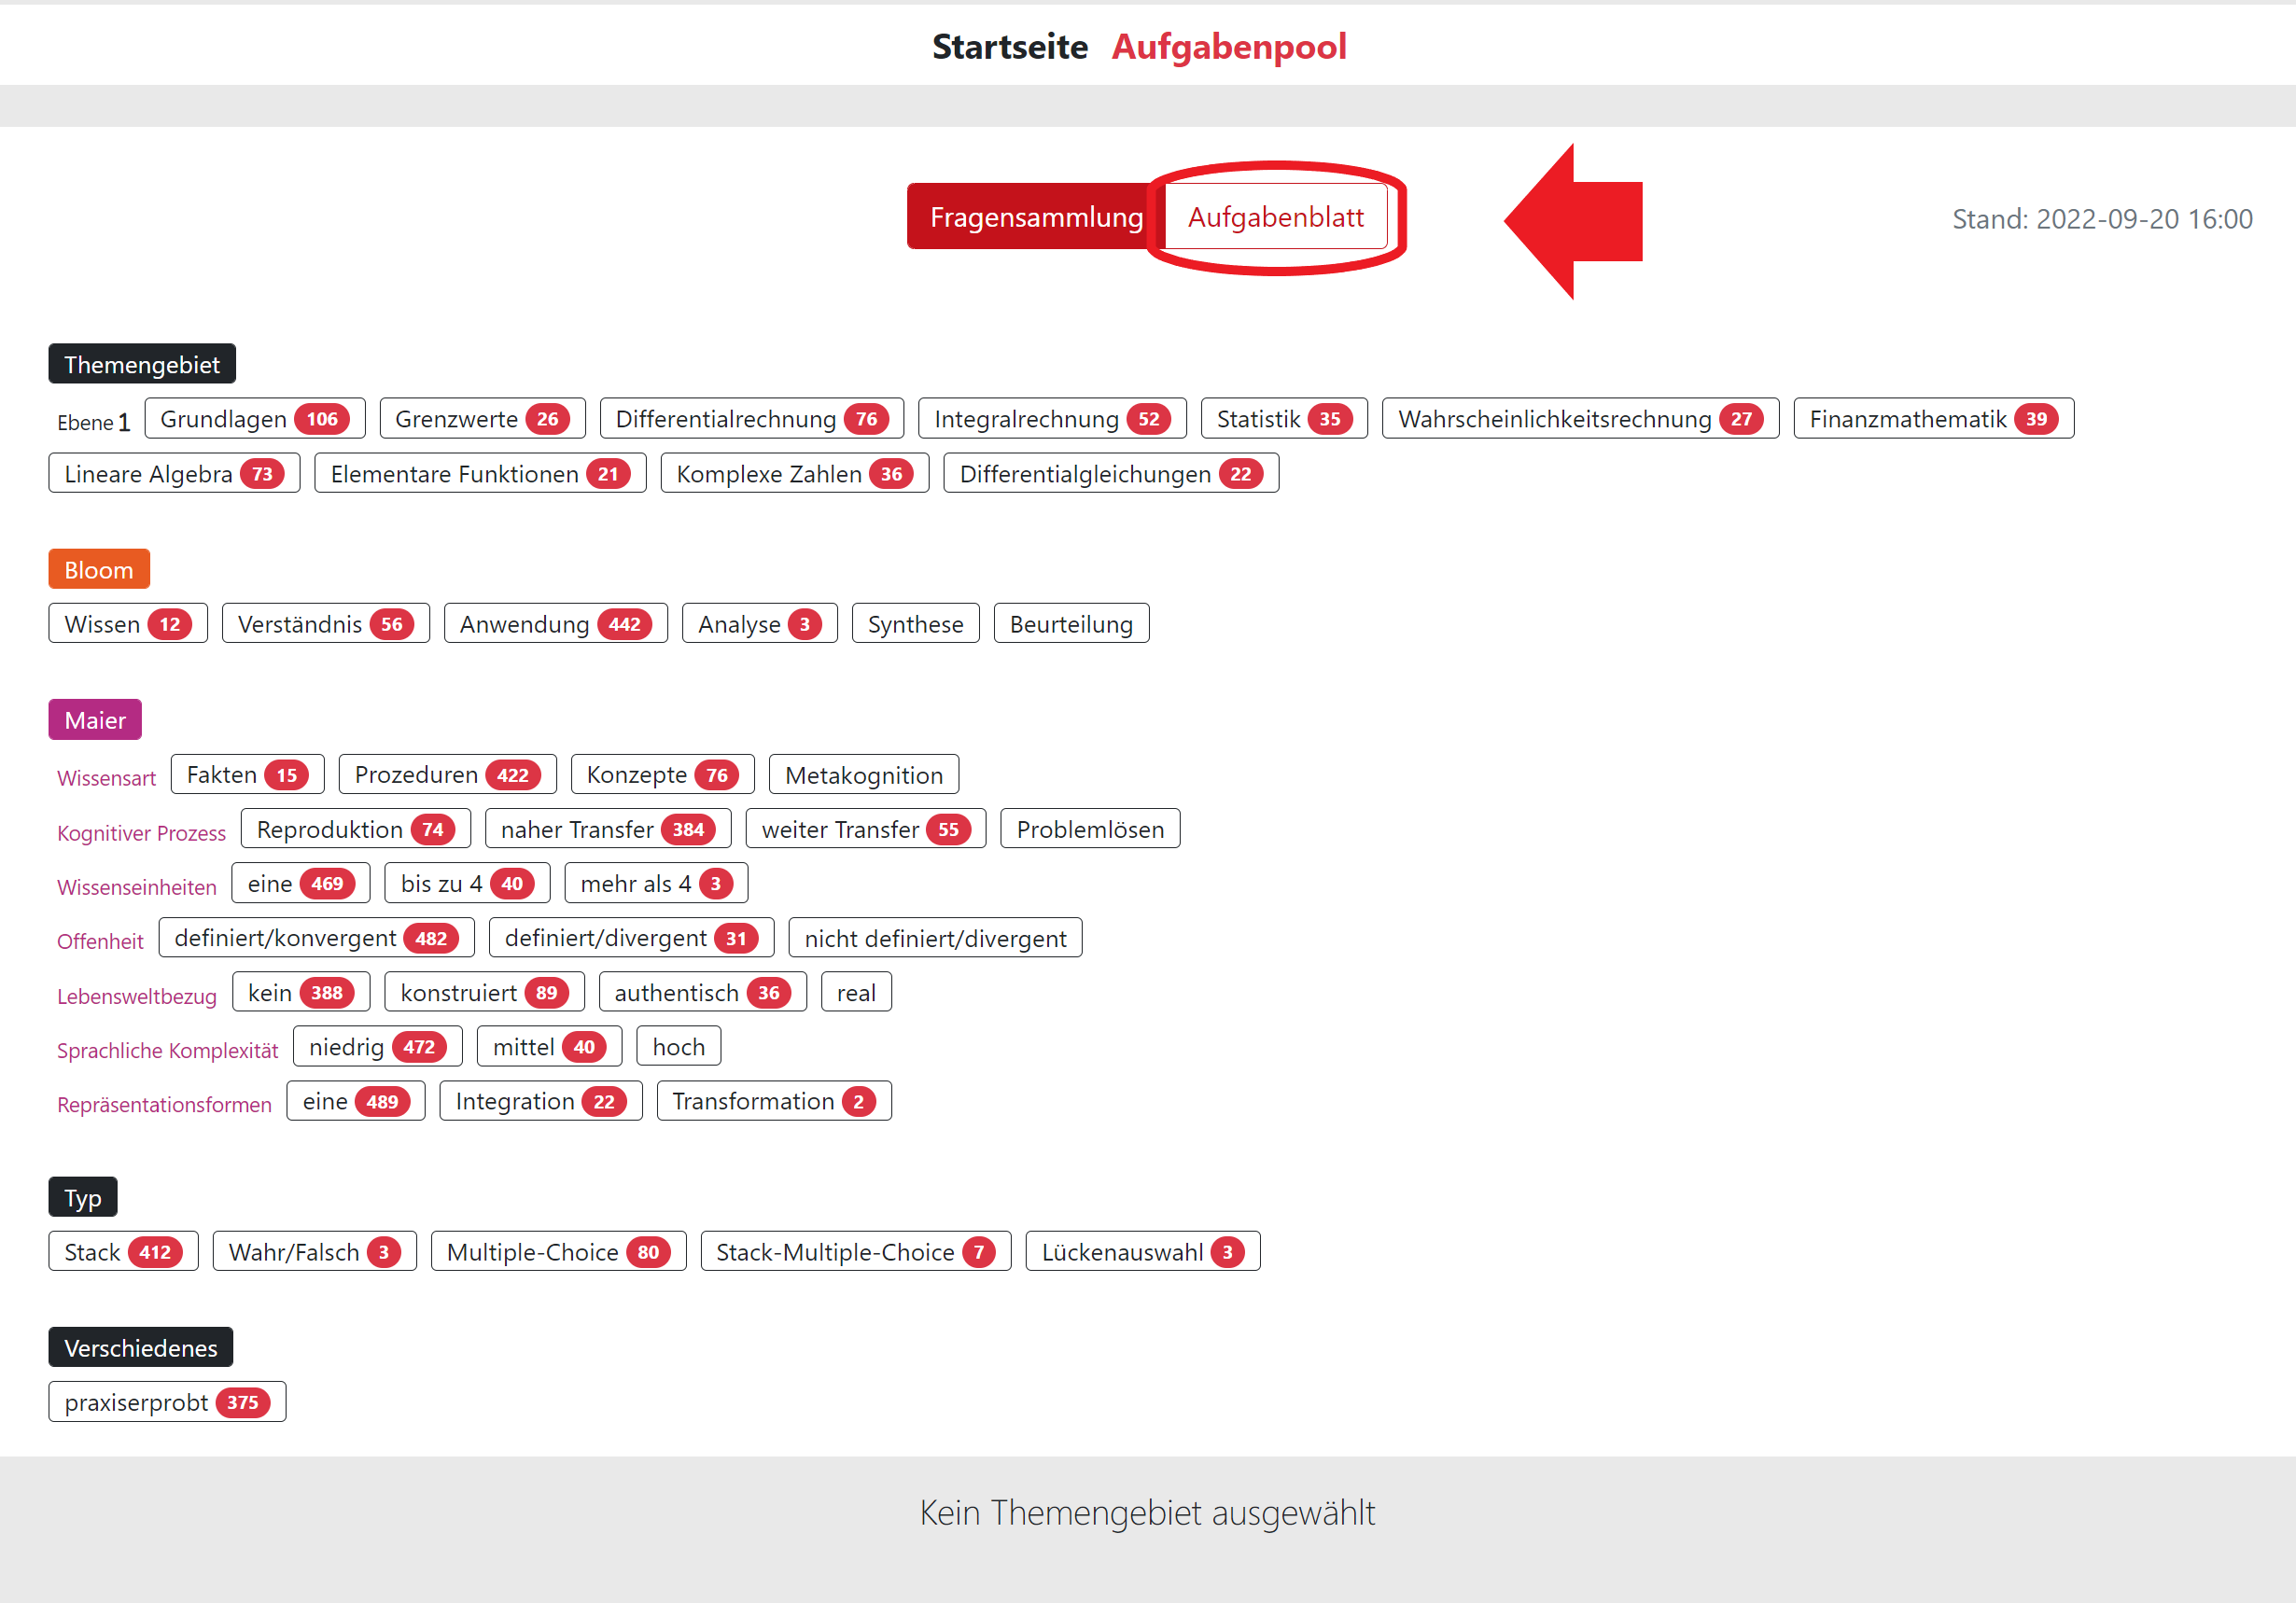 Startseite Aufgabenpool
Fragensammlung Aufgabenblatt
Stand: 2022-09-20 16:00
Themengebiet
Ebene 1 Grundlagen 106 Grenzwerte 26 Differentialrechnung 76 Integralrechnung 52 Statistik 35 Wahrscheinlichkeitsrechnung 27 Finanzmathematik 39
Lineare Algebra 73 Elementare Funktionen 21 Komplexe Zahlen 36 Differentialgleichungen 22
Bloom
Wissen 12 Verständnis 56 Anwendung 442 Analyse 3 Synthese Beurteilung
Maier
Wissensart Fakten 15 Prozeduren 422 Konzepte 76 Metakognition
Kognitiver Prozess Reproduktion 74 naher Transfer 384 weiter Transfer 55 Problemlösen
Wissenseinheiten eine 469 bis zu 4 40 mehr als 4 3
Offenheit definiert/konvergent 482 definiert/divergent 31 nicht definiert/divergent
Lebensweltbezug kein 388 konstruiert 89 authentisch 36 real
Sprachliche Komplexität niedrig 472 mittel 40 hoch
Repräsentationsformen eine 489 Integration 22 Transformation 2
Typ
Stack 412 Wahr/Falsch 3 Multiple-Choice 80 Stack-Multiple-Choice 7 Lückenauswahl 3
Verschiedenes
praxiserprobt 375
Kein Themengebiet ausgewählt